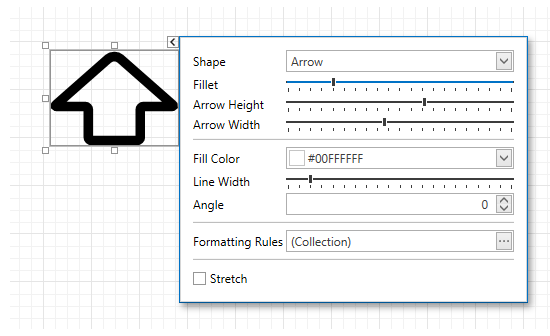 Shape Arrow
Fillet
Arrow Height
Arrow Width
Fill Color #00FFFFFF
Line Width
Angle 0
Formatting Rules (Collection)
Stretch